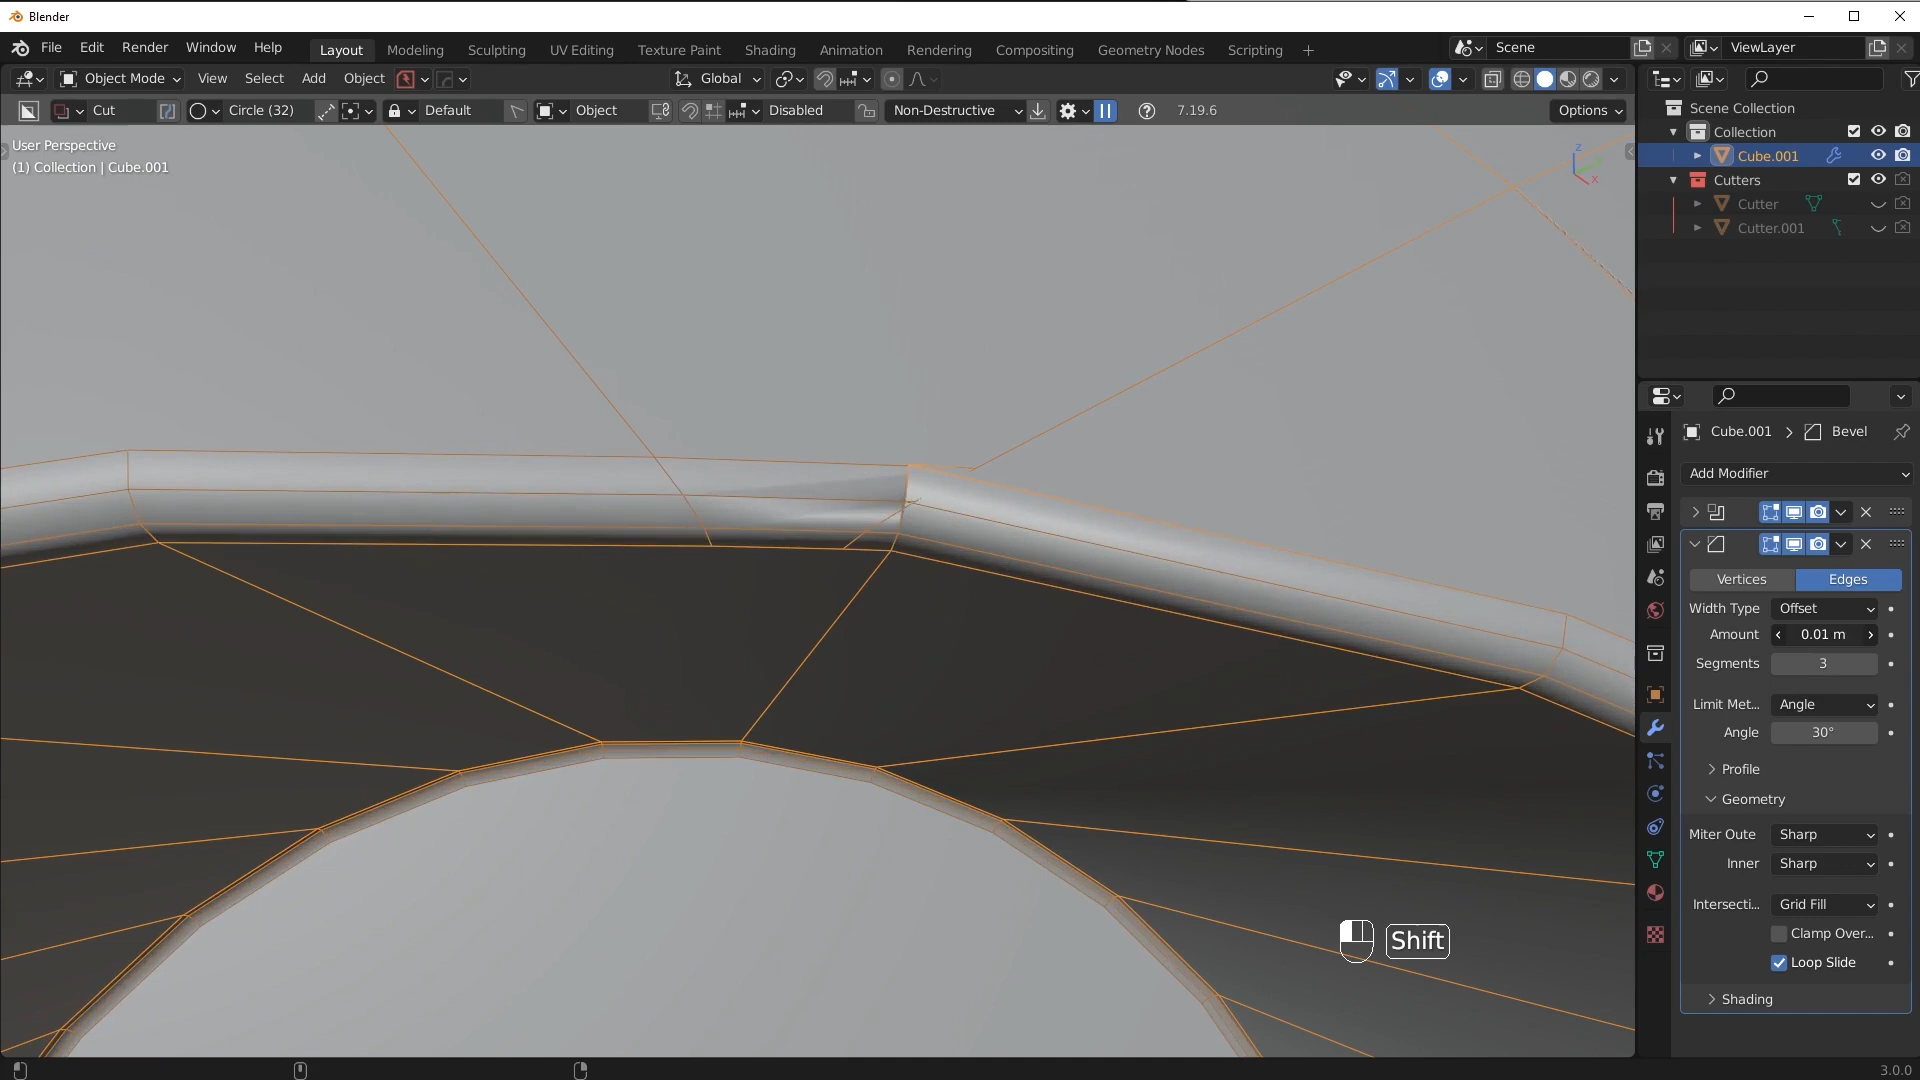 Blender
File Edit Render Window Help
Layout Modeling Sculpting UV Editing Texture Paint Shading Animation Rendering Compositing Geometry Nodes Scripting +
Scene
ViewLayer
Object Mode View Select Add Object
Global
Cut
Circle (32)
Default
Object
Disabled
Non-Destructive
7.19.6
Options
User Perspective
(1) Collection | Cube.001
Z
X
Scene Collection
Collection
Cube.001
Cutters
Cutter
Cutter.001
Cube.001 > Bevel
Add Modifier
Vertices Edges
Width Type Offset
Amount 0.01 m
Segments 3
Limit Met... Angle
Angle 30°
Profile
Geometry
Miter Oute Sharp
Inner Sharp
Intersecti... Grid Fill
Clamp Over...
Loop Slide
Shading
Shift
3.0.0